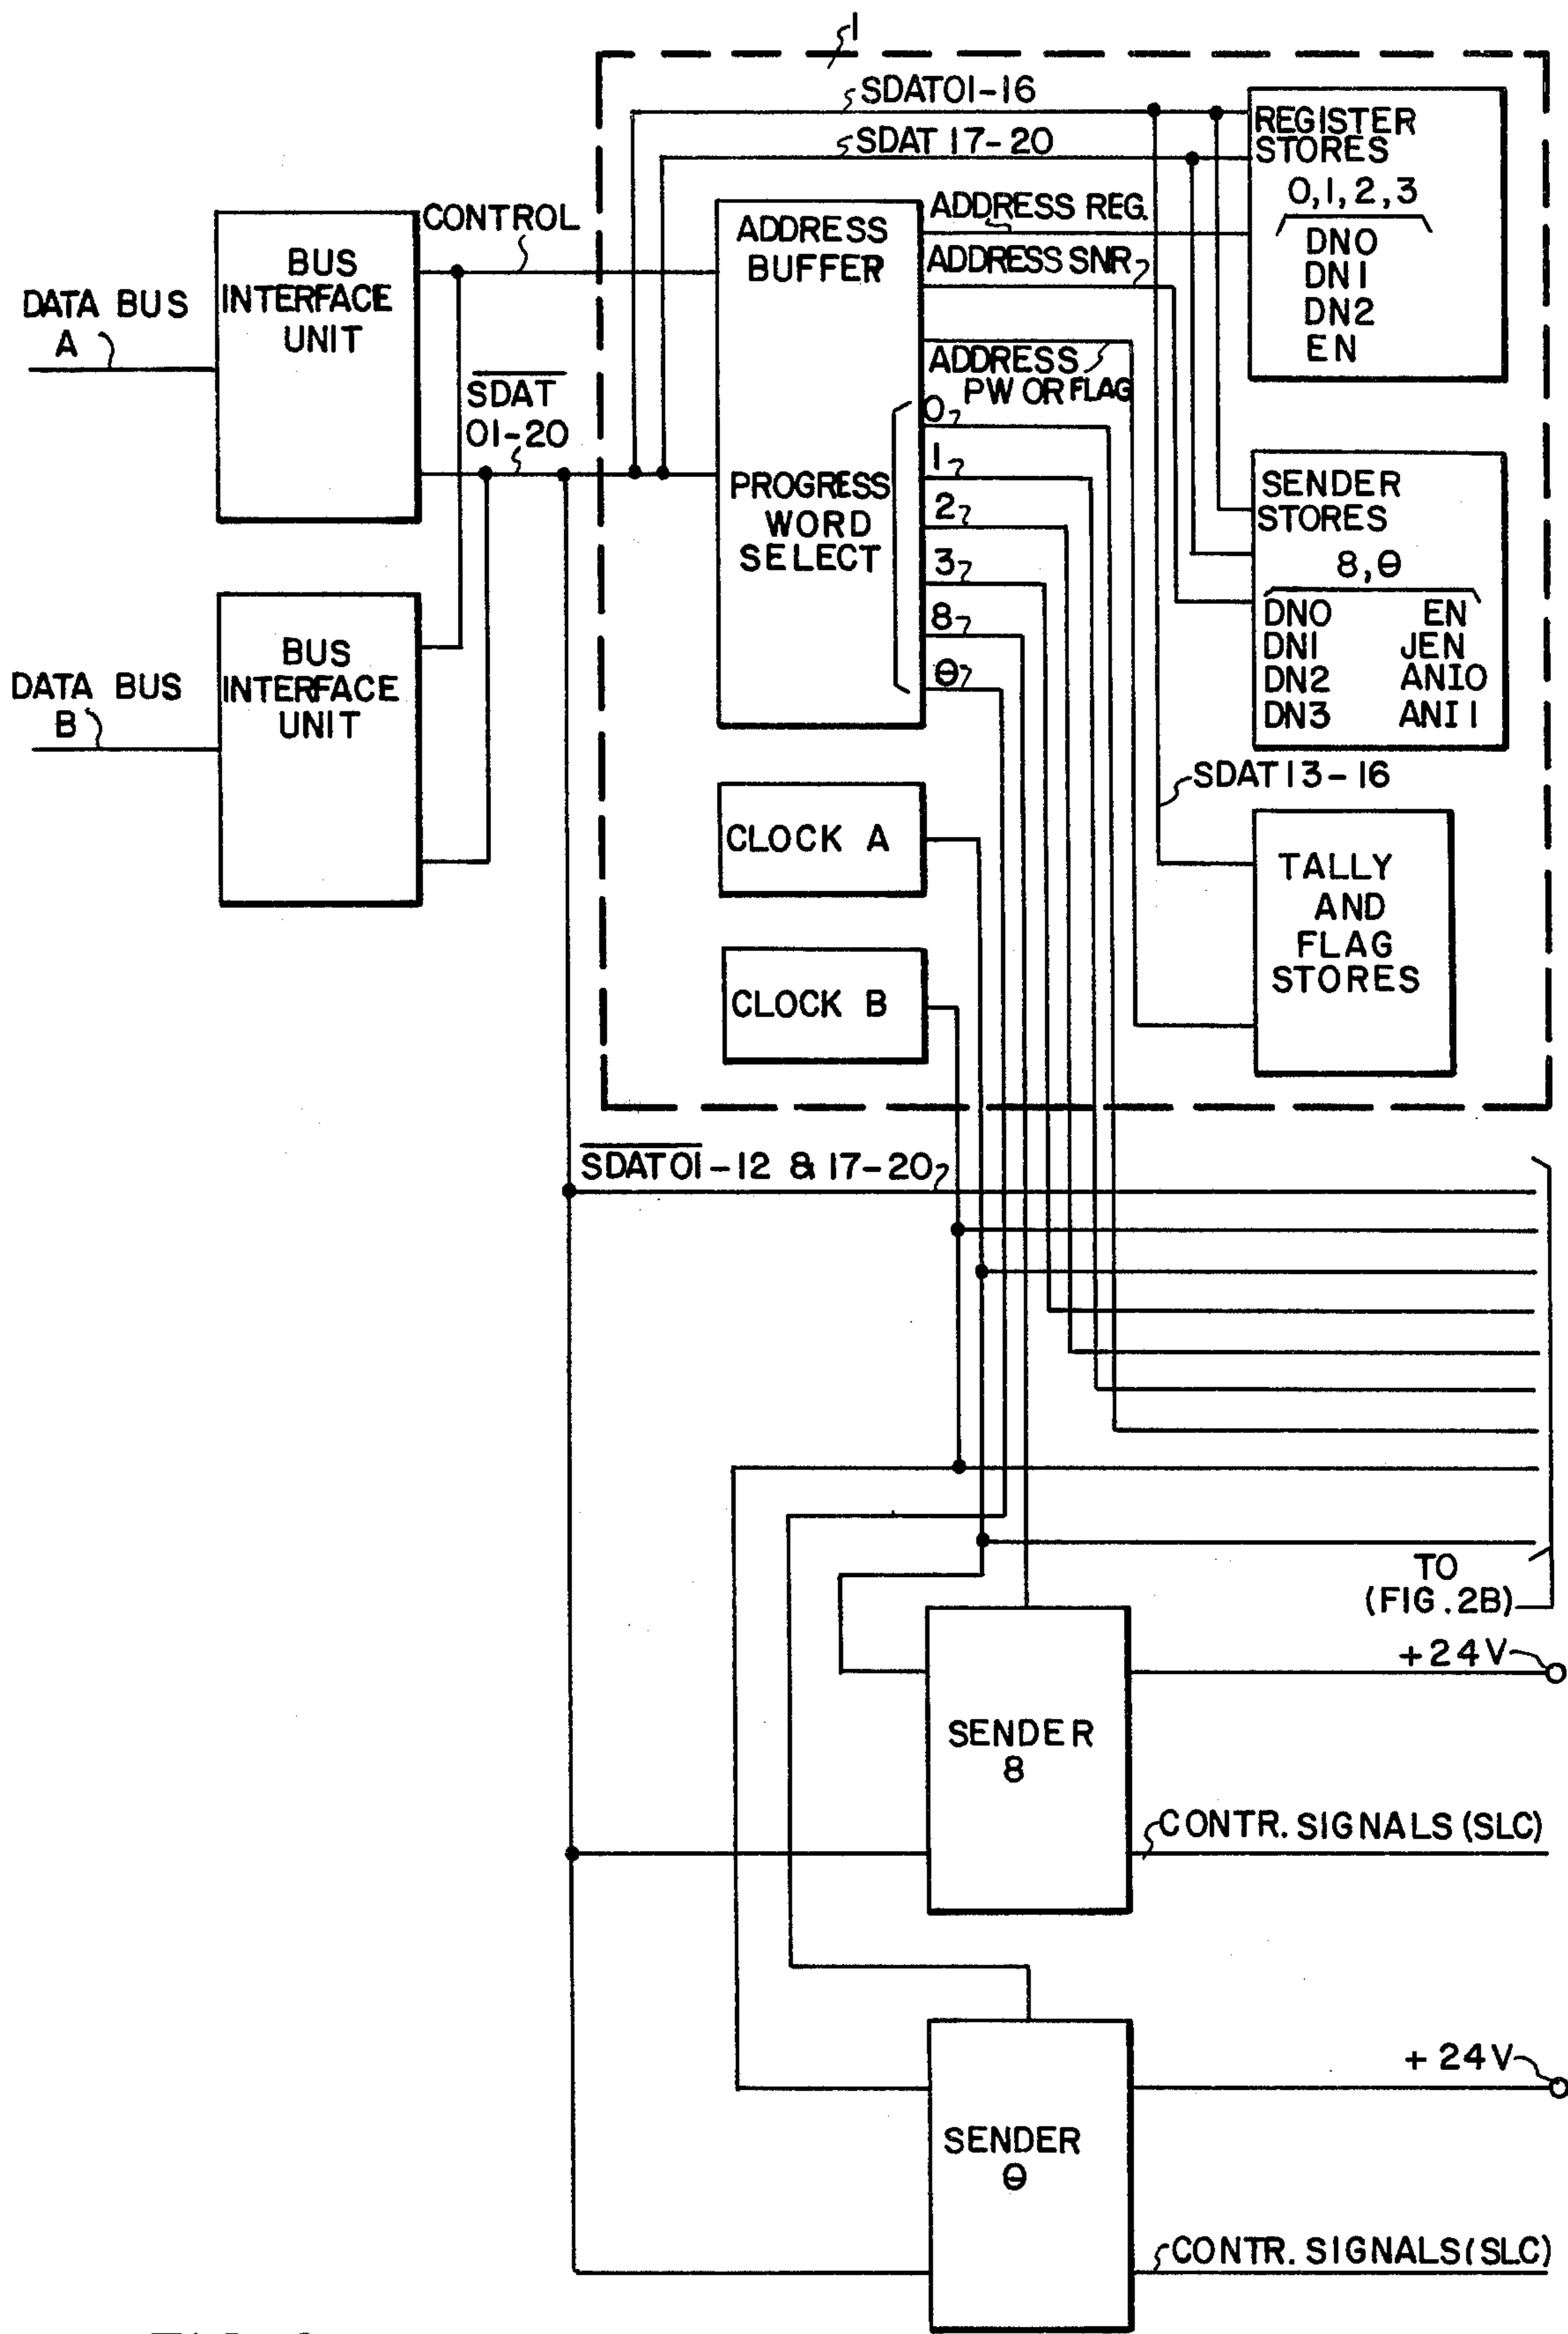 1
SDAT01-16
SDAT 17-20
REGISTER
STORES
0,1,2,3
DN0
DN1
DN2
EN
CONTROL
ADDRESS
BUFFER
ADDRESS REG.
ADDRESS SNR
ADDRESS
PW OR FLAG
BUS
INTERFACE
UNIT
DATA BUS
A
SDAT
01-20
PROGRESS
WORD
SELECT
0
1
2
3
8
Θ
SENDER
STORES
8,Θ
DN0 EN
DN1 JEN
DN2 ANI0
DN3 ANI1
BUS
INTERFACE
UNIT
DATA BUS
B
SDAT13-16
CLOCK A
TALLY
AND
FLAG
STORES
CLOCK B
SDAT01-12 & 17-20
TO
(FIG.2B)
+24V
SENDER
8
CONTR. SIGNALS (SLC)
+24V
SENDER
Θ
CONTR. SIGNALS(SLC)